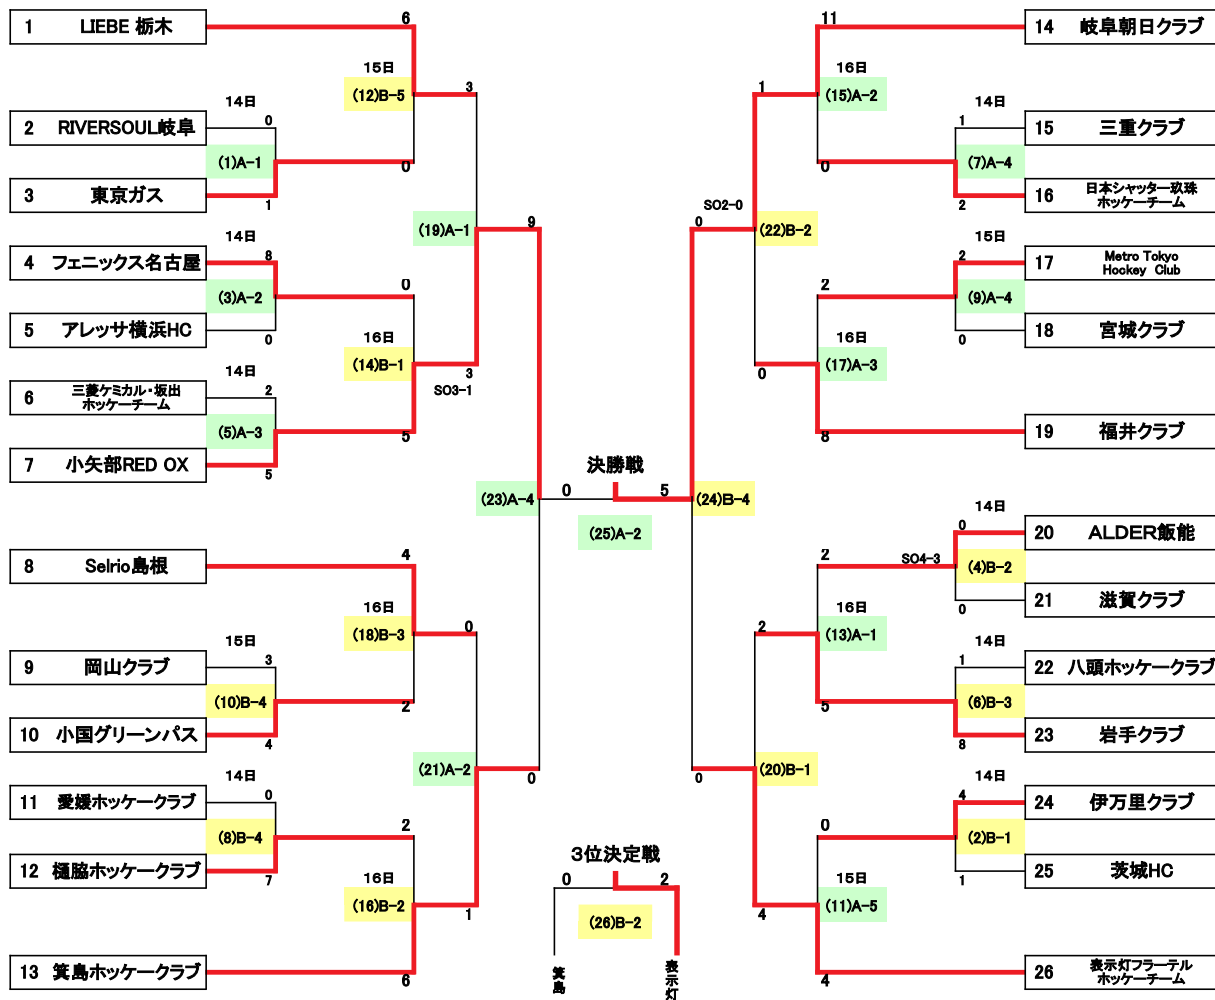 1 LIEBE 栃木
6
15日
(12)B-5
3
14日
2 RIVERSOUL岐阜
0
(1)A-1
0
3 東京ガス
1
(19)A-1
9
14日
4 フェニックス名古屋
8
(3)A-2
0
5 アレッサ横浜HC
0
16日
(14)B-1
3
SO3-1
14日
6 三菱ケミカル・坂出
ホッケーチーム
2
(5)A-3
5
7 小矢部RED OX
5
(23)A-4
0
8 Selrio島根
4
16日
(18)B-3
0
15日
9 岡山クラブ
3
(10)B-4
2
10 小国グリーンパス
4
(21)A-2
0
14日
11 愛媛ホッケークラブ
0
(8)B-4
2
12 樋脇ホッケークラブ
7
16日
(16)B-2
1
13 箕島ホッケークラブ
6
決勝戦
5
(25)A-2
3位決定戦
0
2
(26)B-2
箕島
表示灯
11
14 岐阜朝日クラブ
16日
(15)A-2
1
14日
1
15 三重クラブ
(7)A-4
0
2
16 日本シャッター玖珠
ホッケーチーム
SO2-0
0
(22)B-2
15日
2
17 Metro Tokyo
Hockey Club
2
(9)A-4
0
18 宮城クラブ
16日
(17)A-3
0
8
19 福井クラブ
(24)B-4
14日
0
20 ALDER飯能
2
SO4-3
(4)B-2
0
21 滋賀クラブ
16日
(13)A-1
2
14日
1
22 八頭ホッケークラブ
(6)B-3
5
8
23 岩手クラブ
(20)B-1
0
14日
4
24 伊万里クラブ
0
(2)B-1
1
25 茨城HC
15日
(11)A-5
4
4
26 表示灯フラーテル
ホッケーチーム